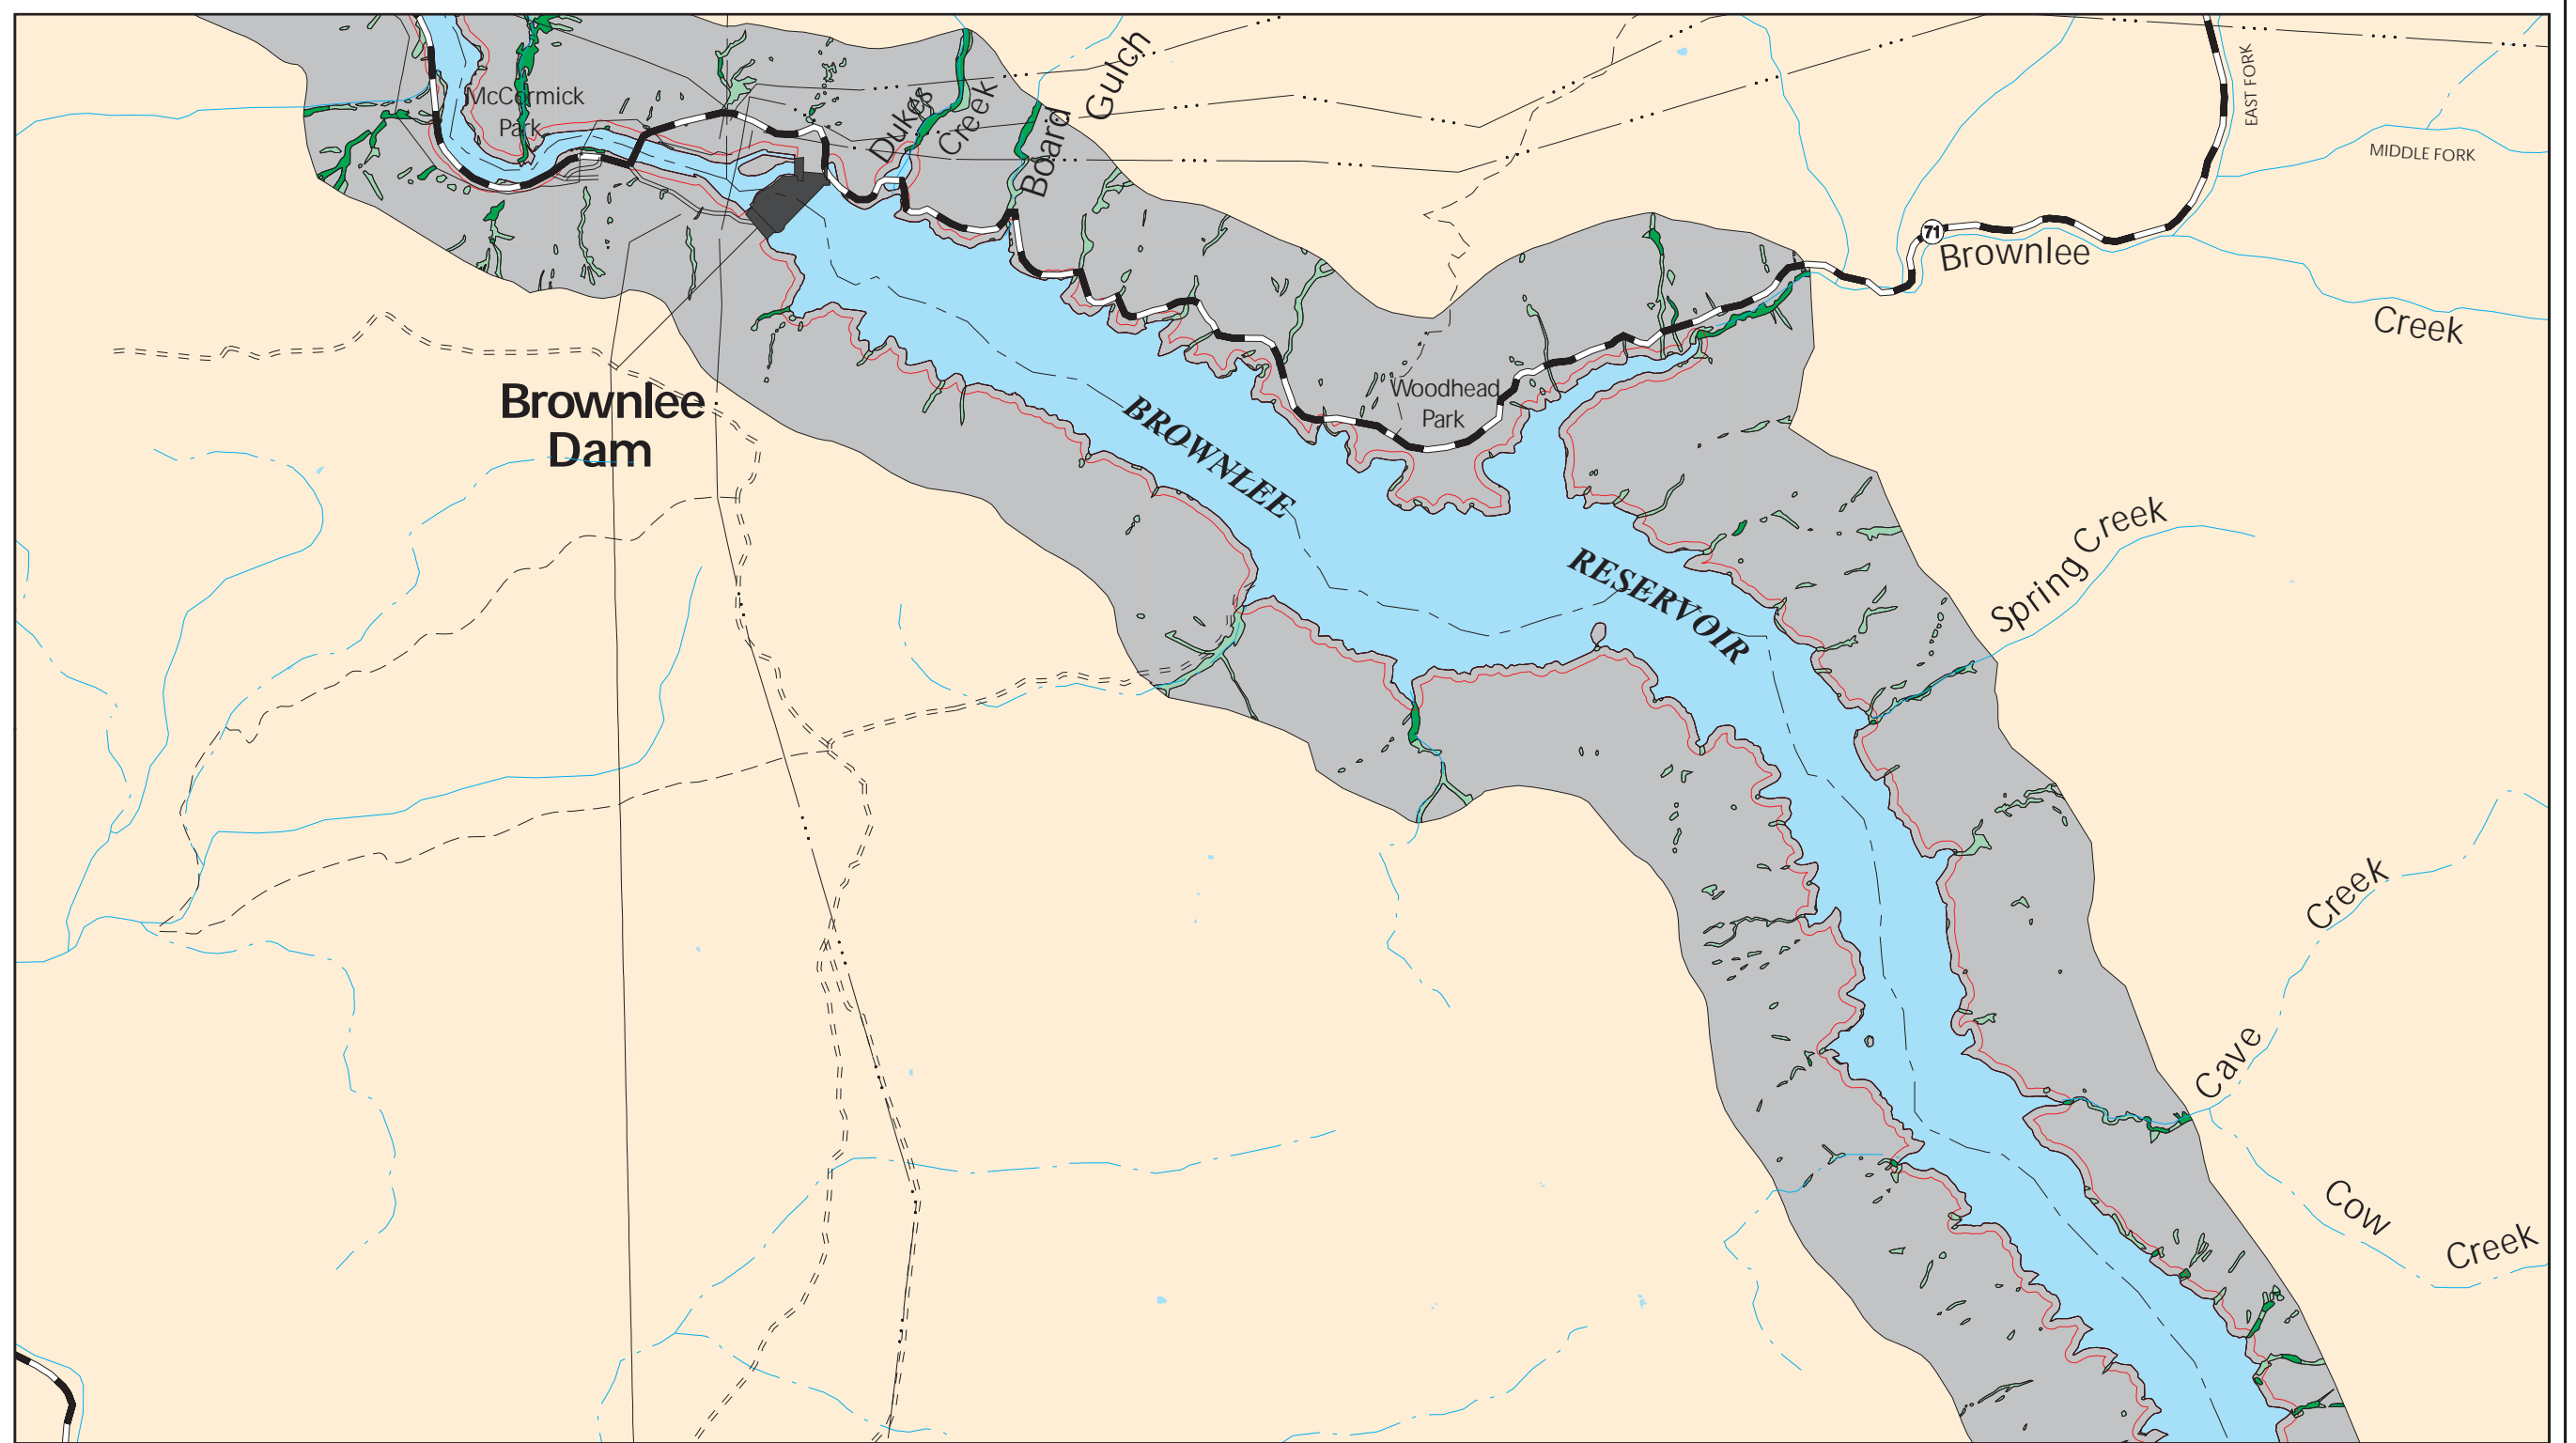 McCormick
Park
Dukes
Creek
Board
Gulch
EAST FORK
MIDDLE FORK
71
Brownlee
Creek
Woodhead
Park
Brownlee
Dam
BROWNLEE
RESERVOIR
Spring Creek
Creek
Cave
Cow
Creek